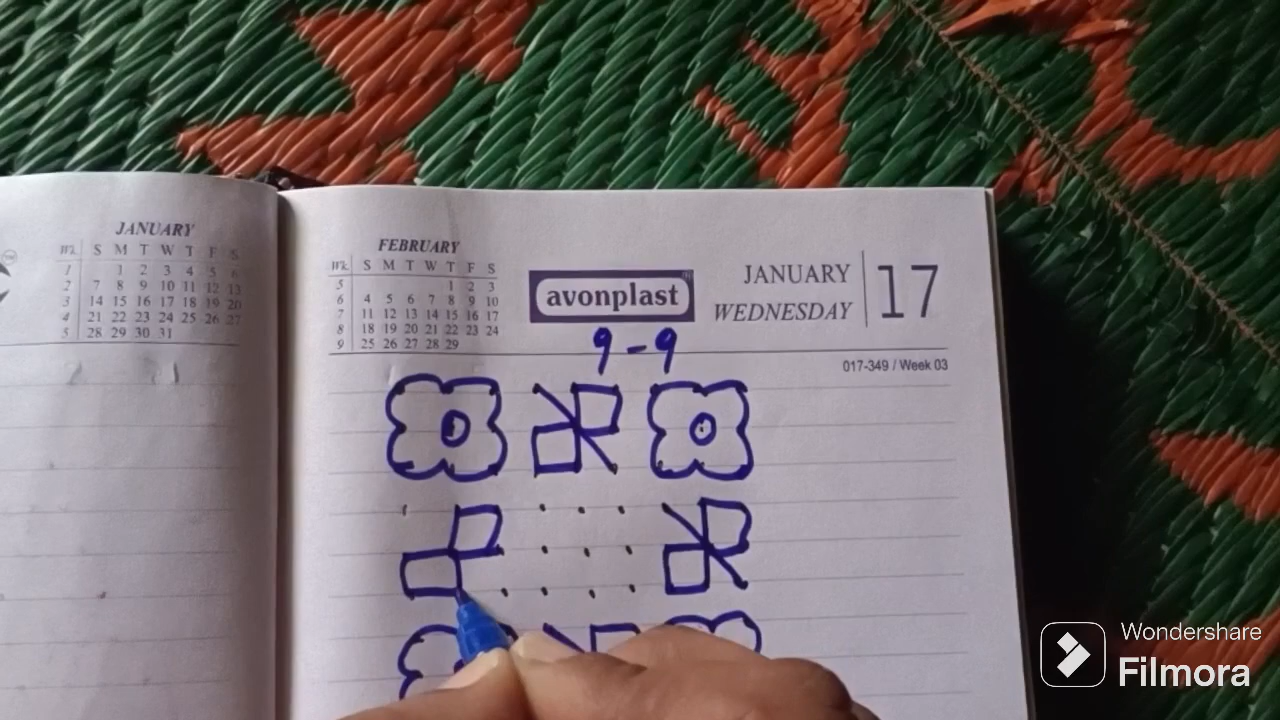 JANUARY
Wk. S M T W T F S
1 1 2 3 4 5 6
2 7 8 9 10 11 12 13
3 14 15 16 17 18 19 20
4 21 22 23 24 25 26 27
5 28 29 30 31
FEBRUARY
Wk. S M T W T F S
5 1 2 3
6 4 5 6 7 8 9 10
7 11 12 13 14 15 16 17
8 18 19 20 21 22 23 24
9 25 26 27 28 29
avonplast
JANUARY
WEDNESDAY
17
9-9
017-349 / Week 03
Wondershare
Filmora